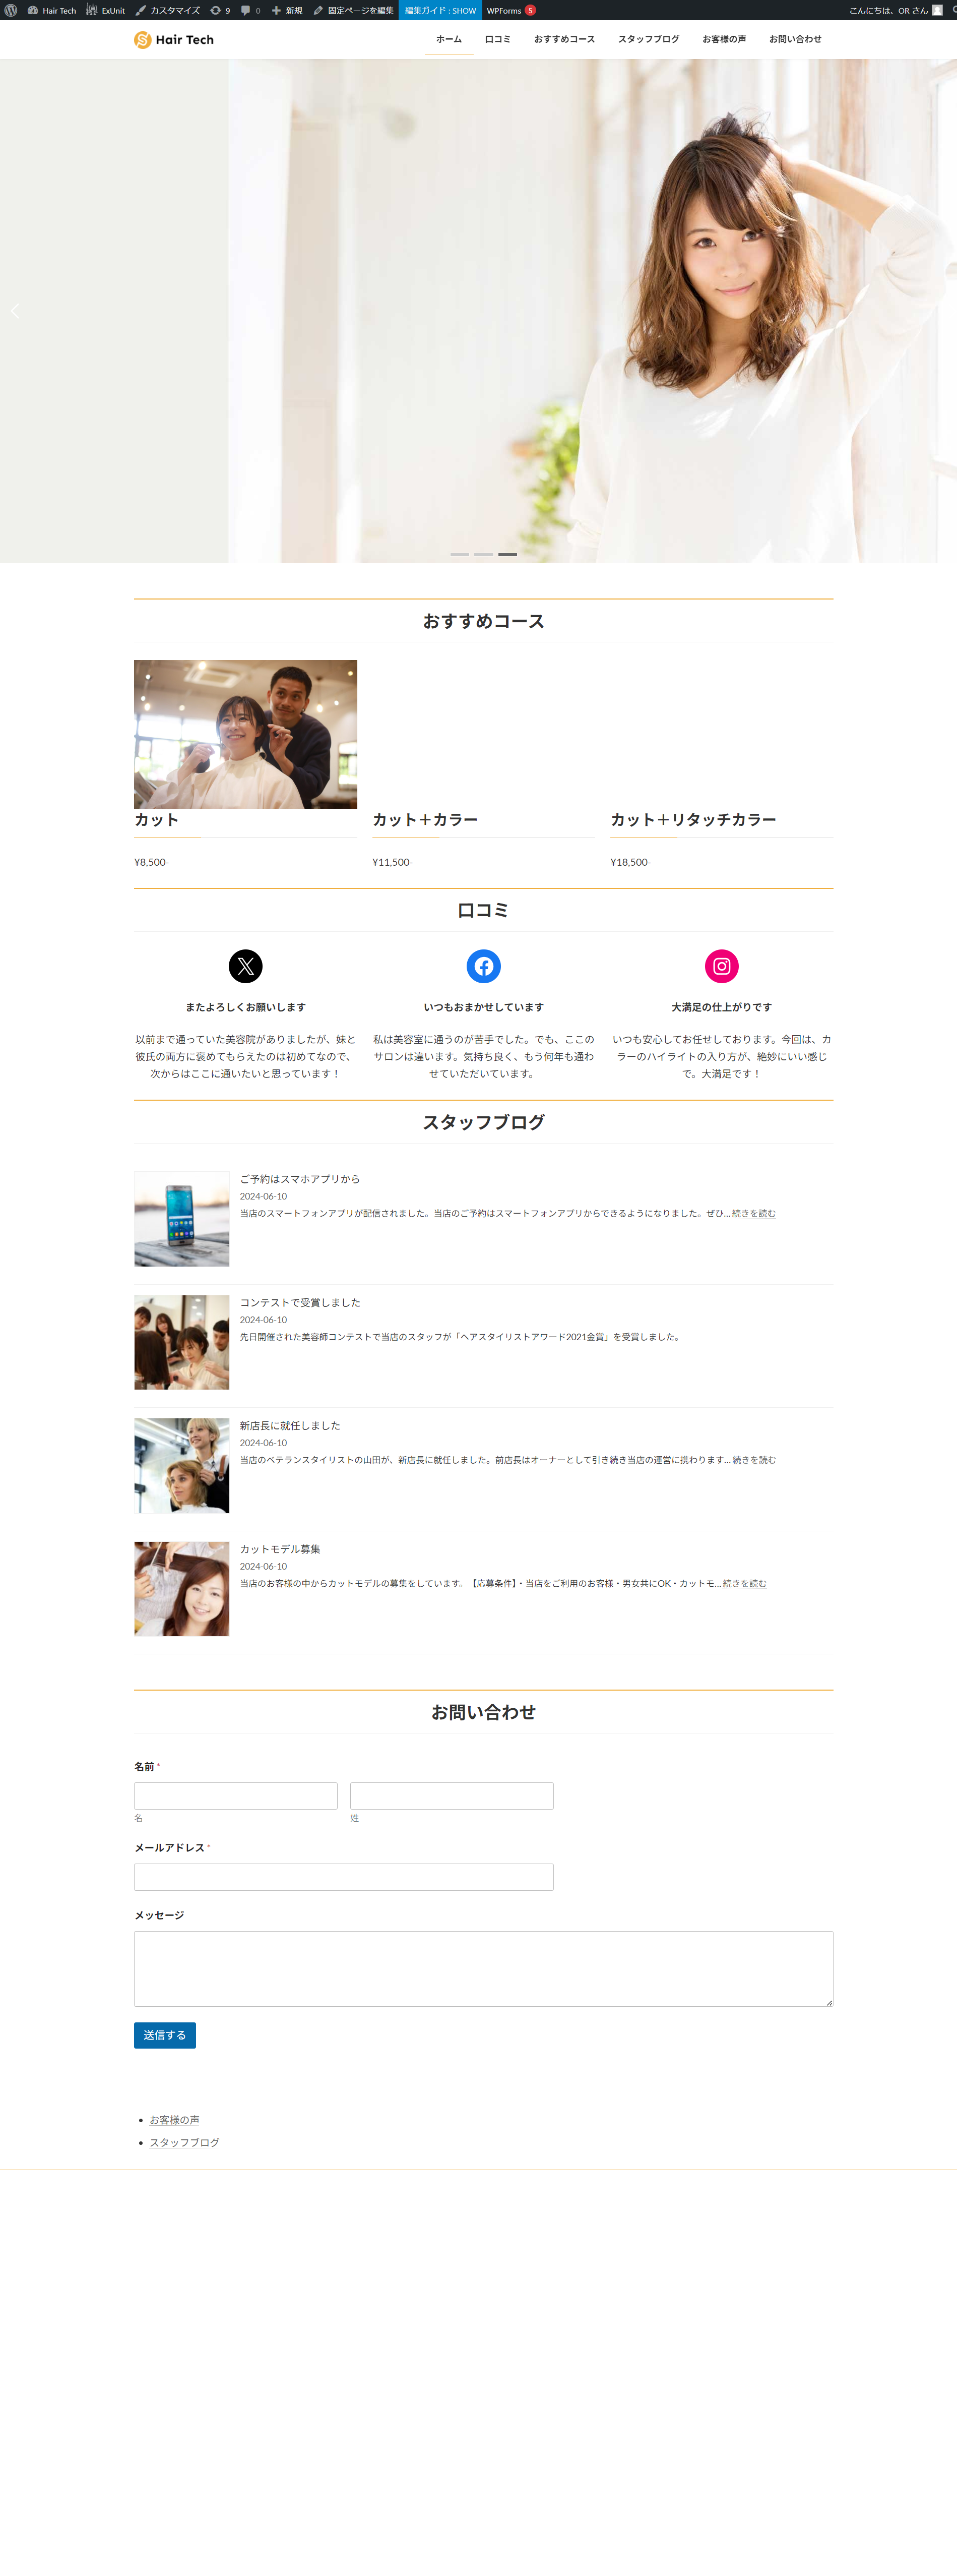 Hair Tech ExUnit カスタマイズ 9 0 新規 固定ページを編集 編集ガイド : SHOW WPForms 5 こんにちは、OR さん
Hair Tech ホーム 口コミ おすすめコース スタッフブログ お客様の声 お問い合わせ
おすすめコース
カット カット＋カラー カット＋リタッチカラー
¥8,500- ¥11,500- ¥18,500-
口コミ
またよろしくお願いします
以前まで通っていた美容院がありましたが、妹と
彼氏の両方に褒めてもらえたのは初めてなので、
次からはここに通いたいと思っています！
いつもおまかせしています
私は美容室に通うのが苦手でした。でも、ここの
サロンは違います。気持ち良く、もう何年も通わ
せていただいています。
大満足の仕上がりです
いつも安心してお任せしております。今回は、カ
ラーのハイライトの入り方が、絶妙にいい感じ
で。大満足です！
スタッフブログ
ご予約はスマホアプリから
2024-06-10
当店のスマートフォンアプリが配信されました。当店のご予約はスマートフォンアプリからできるようになりました。ぜひ... 続きを読む
コンテストで受賞しました
2024-06-10
先日開催された美容師コンテストで当店のスタッフが「ヘアスタイリストアワード2021金賞」を受賞しました。
新店長に就任しました
2024-06-10
当店のベテランスタイリストの山田が、新店長に就任しました。前店長はオーナーとして引き続き当店の運営に携わります... 続きを読む
カットモデル募集
2024-06-10
当店のお客様の中からカットモデルの募集をしています。【応募条件】・当店をご利用のお客様・男女共にOK・カットモ... 続きを読む
お問い合わせ
名前 *
名 姓
メールアドレス *
メッセージ
送信する
お客様の声
スタッフブログ